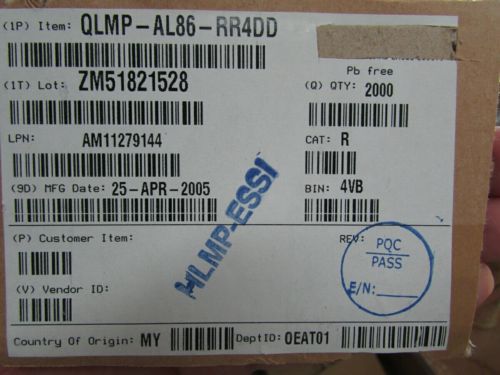 (1P) Item: QLMP-AL86-RR4DD
Pb free
(1T) Lot: ZM51821528
(Q) QTY: 2000
LPN: AM11279144
CAT: R
(9D) MFG Date: 25-APR-2005
BIN: 4VB
HLMP-ESSI
(P) Customer Item:
REV:
PQC
PASS
E/N:
(V) Vendor ID:
Country Of Origin: MY
DeptID: OEAT01